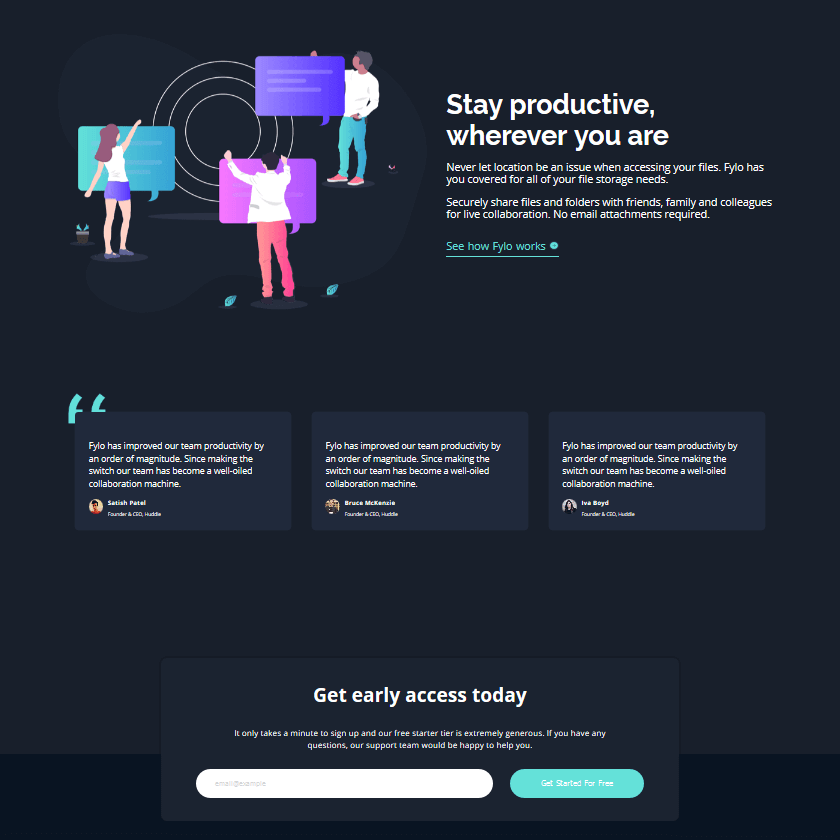 Stay productive,
wherever you are
Never let location be an issue when accessing your files. Fylo has
you covered for all of your file storage needs.
Securely share files and folders with friends, family and colleagues
for live collaboration. No email attachments required.
See how Fylo works
“
Fylo has improved our team productivity by
an order of magnitude. Since making the
switch our team has become a well-oiled
collaboration machine.
Satish Patel
Founder & CEO, Huddle
Fylo has improved our team productivity by
an order of magnitude. Since making the
switch our team has become a well-oiled
collaboration machine.
Bruce McKenzie
Founder & CEO, Huddle
Fylo has improved our team productivity by
an order of magnitude. Since making the
switch our team has become a well-oiled
collaboration machine.
Iva Boyd
Founder & CEO, Huddle
Get early access today
It only takes a minute to sign up and our free starter tier is extremely generous. If you have any
questions, our support team would be happy to help you.
email@example
Get Started For Free